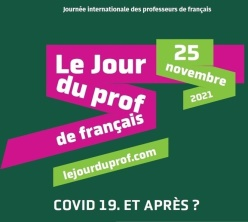 Journée internationale des professeurs de français
Le Jour
du prof
de français
25
novembre
2021
lejourduprof.com
COVID 19. ET APRÈS ?